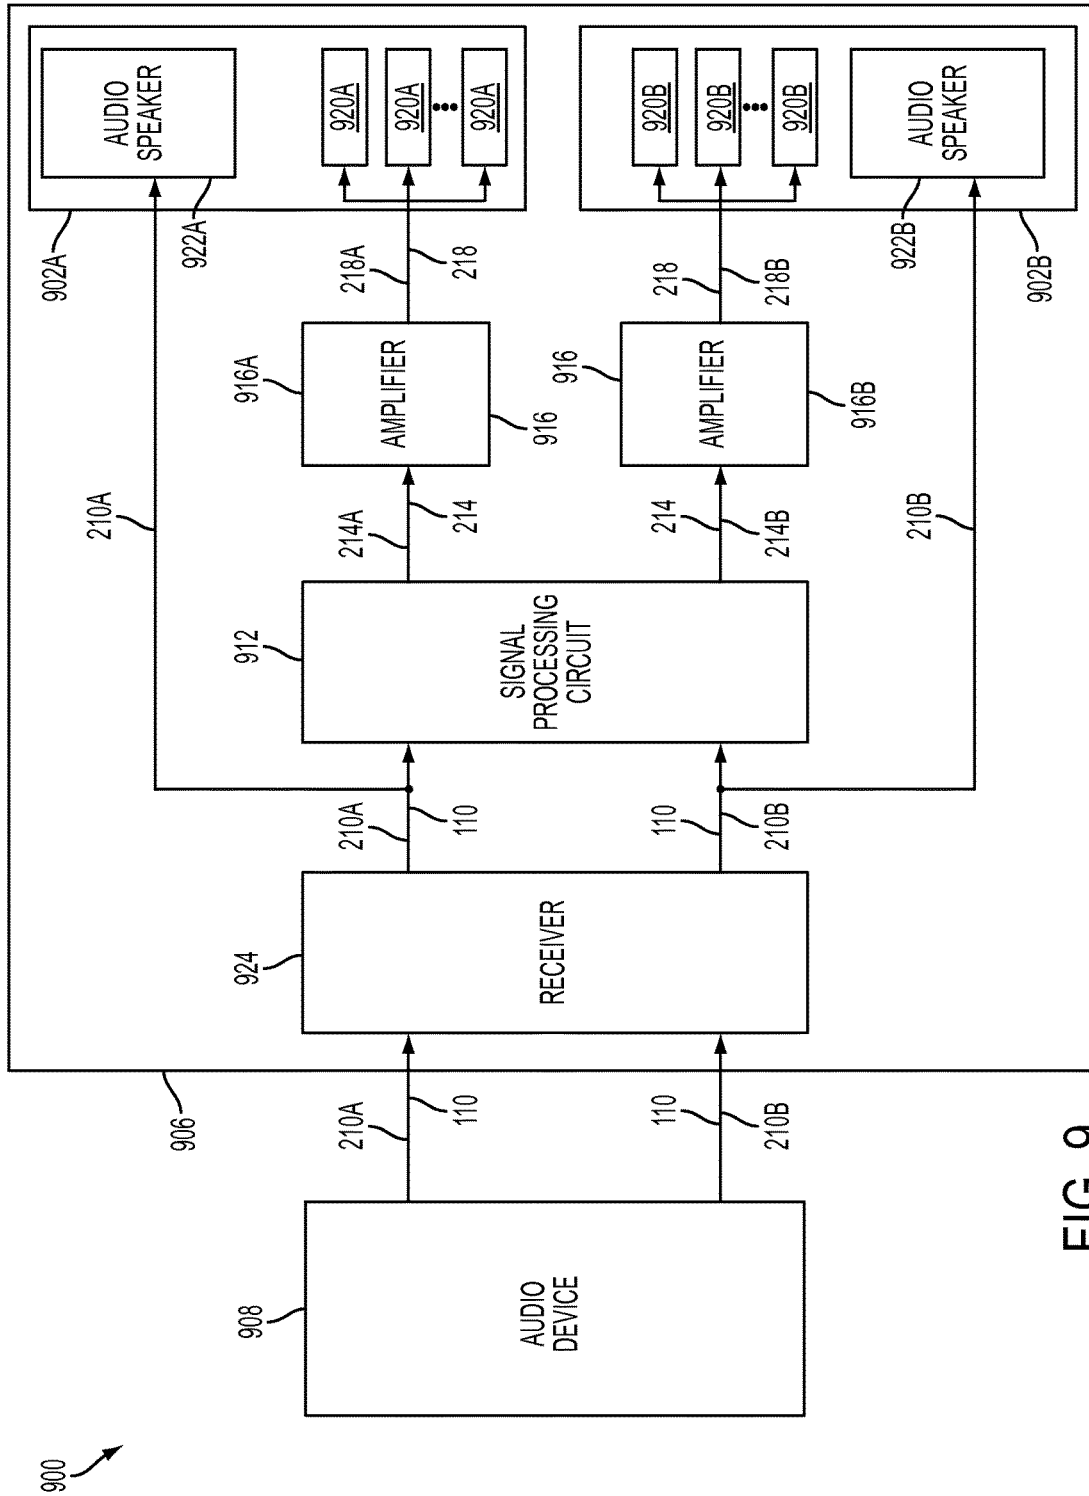 900
908
AUDIO
DEVICE
210A
110
110
210B
906
924
RECEIVER
210A
110
110
210B
210A
210B
912
SIGNAL
PROCESSING
CIRCUIT
214A
214
214
214B
916A
AMPLIFIER
916
916
AMPLIFIER
916B
218A
218
218
218B
902A
922A
AUDIO
SPEAKER
920A
920A
920A
920B
920B
920B
AUDIO
SPEAKER
922B
902B
FIG. 9